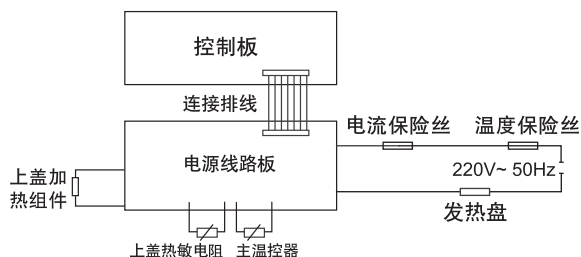 控制板
连接排线
电源线路板
电流保险丝
温度保险丝
220V~ 50Hz
发热盘
上盖加
热组件
上盖热敏电阻
主温控器